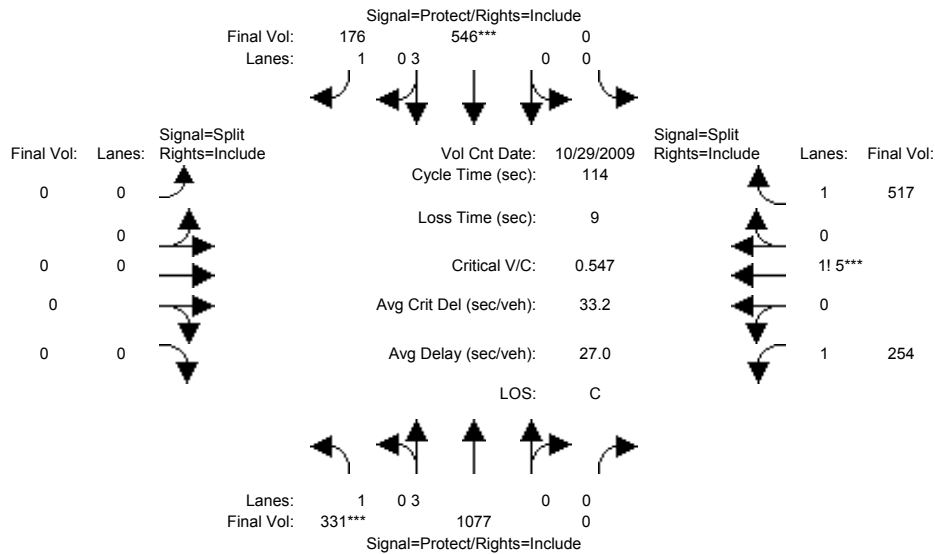 Signal=Protect/Rights=Include
Final Vol: 176 546*** 0
Lanes: 1 0 3 0 0
Signal=Split Signal=Split
Final Vol: Lanes: Rights=Include Vol Cnt Date: 10/29/2009 Rights=Include Lanes: Final Vol:
Cycle Time (sec): 114
0 0 1 517
Loss Time (sec): 9
0 0
0 0 Critical V/C: 0.547 1! 5***
0 Avg Crit Del (sec/veh): 33.2 0
0 0 Avg Delay (sec/veh): 27.0 1 254
LOS: C
Lanes: 1 0 3 0 0
Final Vol: 331*** 1077 0
Signal=Protect/Rights=Include